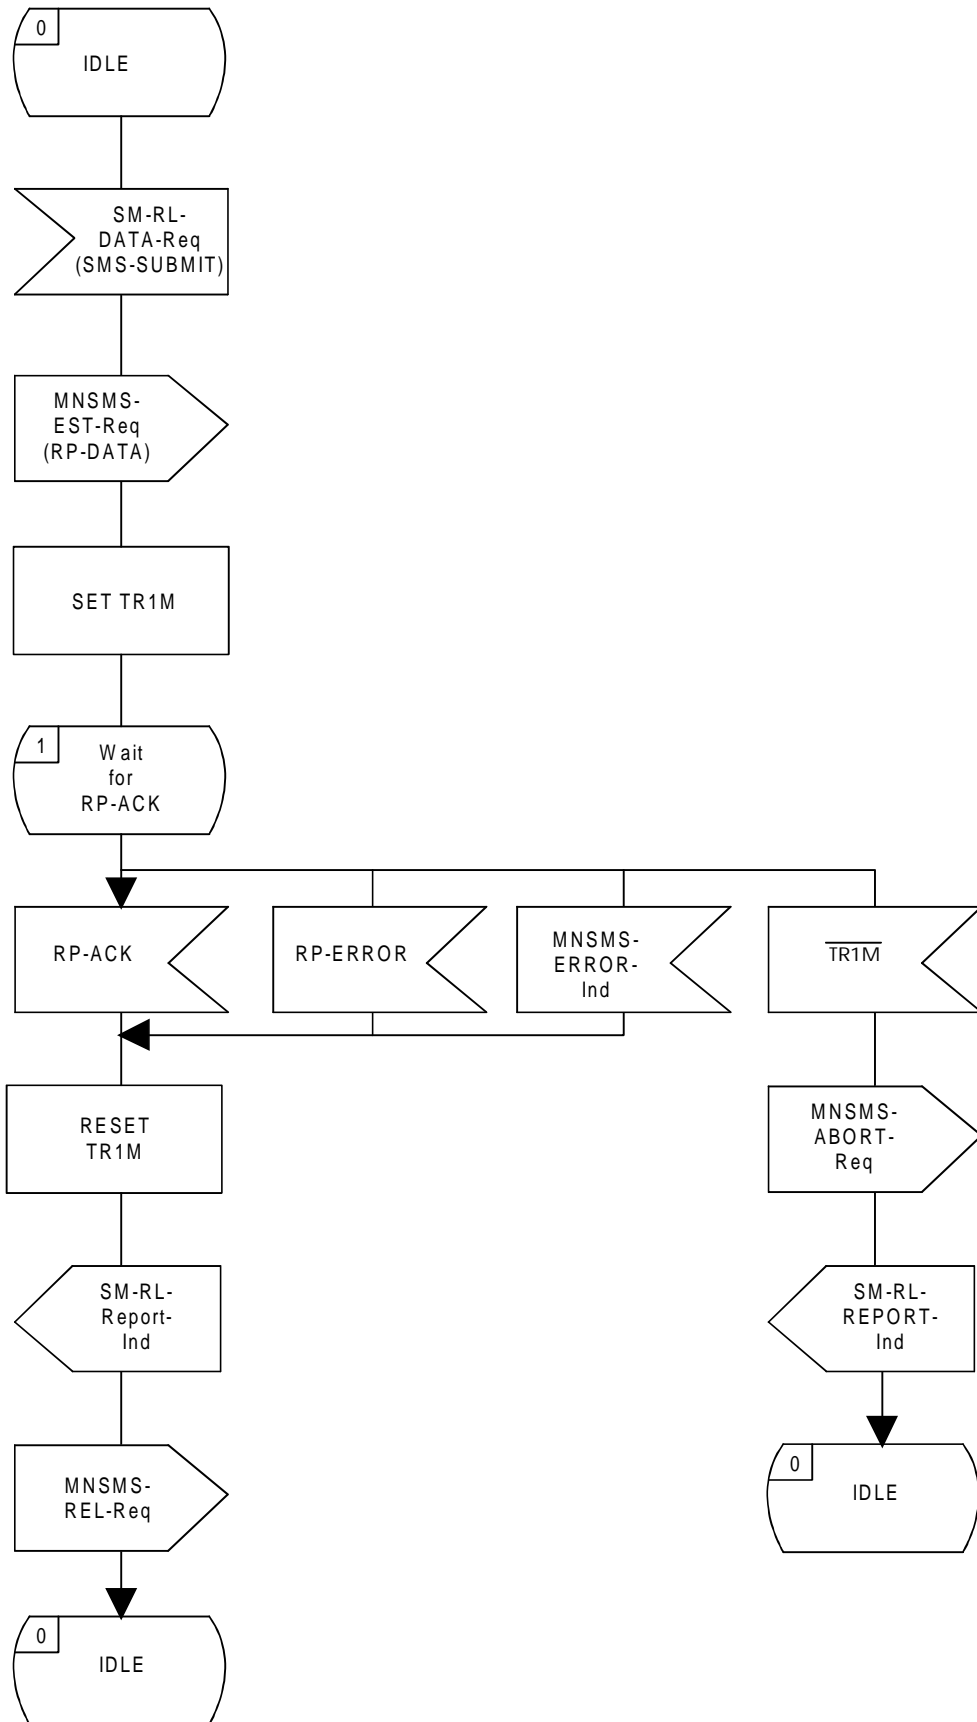 0
IDLE
SM-RL-
DATA-Req
(SMS-SUBMIT)
MNSMS-
EST-Req
(RP-DATA)
SET TR1M
1
Wait
for
RP-ACK
RP-ACK
RP-ERROR
MNSMS-
ERROR-
Ind
TR1M
RESET
TR1M
MNSMS-
ABORT-
Req
SM-RL-
Report-
Ind
SM-RL-
REPORT-
Ind
MNSMS-
REL-Req
0
IDLE
0
IDLE